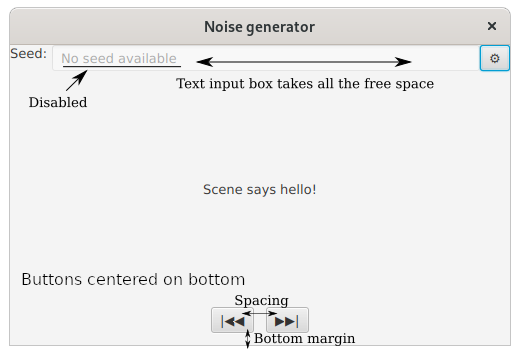 Noise generator
Seed: No seed available
Text input box takes all the free space
Disabled
Scene says hello!
Buttons centered on bottom
Spacing
|◀◀ ▶▶|
Bottom margin